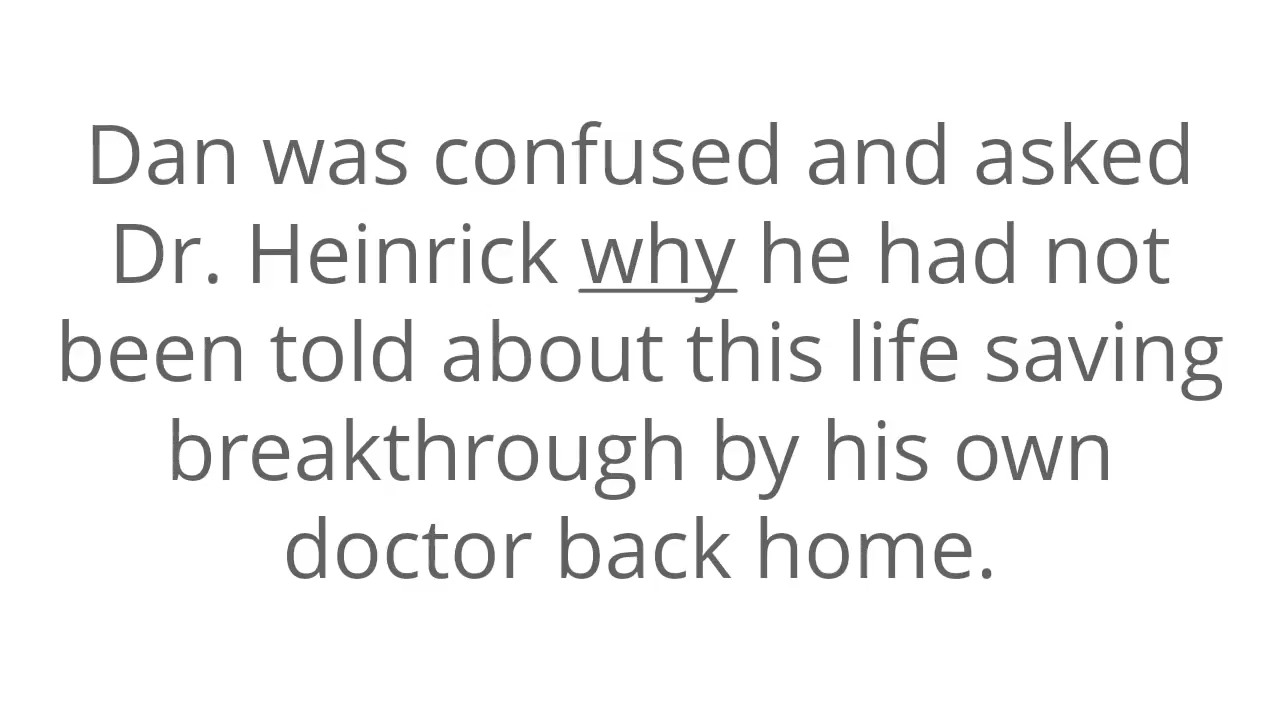 Dan was confused and asked
Dr. Heinrick why he had not
been told about this life saving
breakthrough by his own
doctor back home.